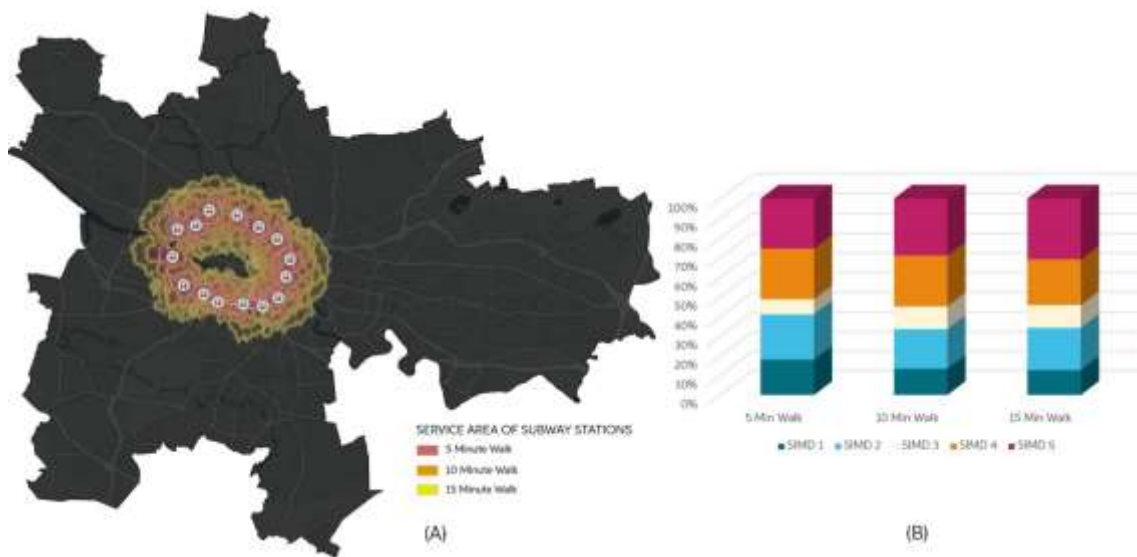 SERVICE AREA OF SUBWAY STATIONS
5 Minute Walk
10 Minute Walk
15 Minute Walk
(A)
100%
90%
80%
70%
60%
50%
40%
30%
20%
10%
0%
5 Min Walk
10 Min Walk
15 Min Walk
SIMD 1 SIMD 2 SIMD 3 SIMD 4 SIMD 5
(B)